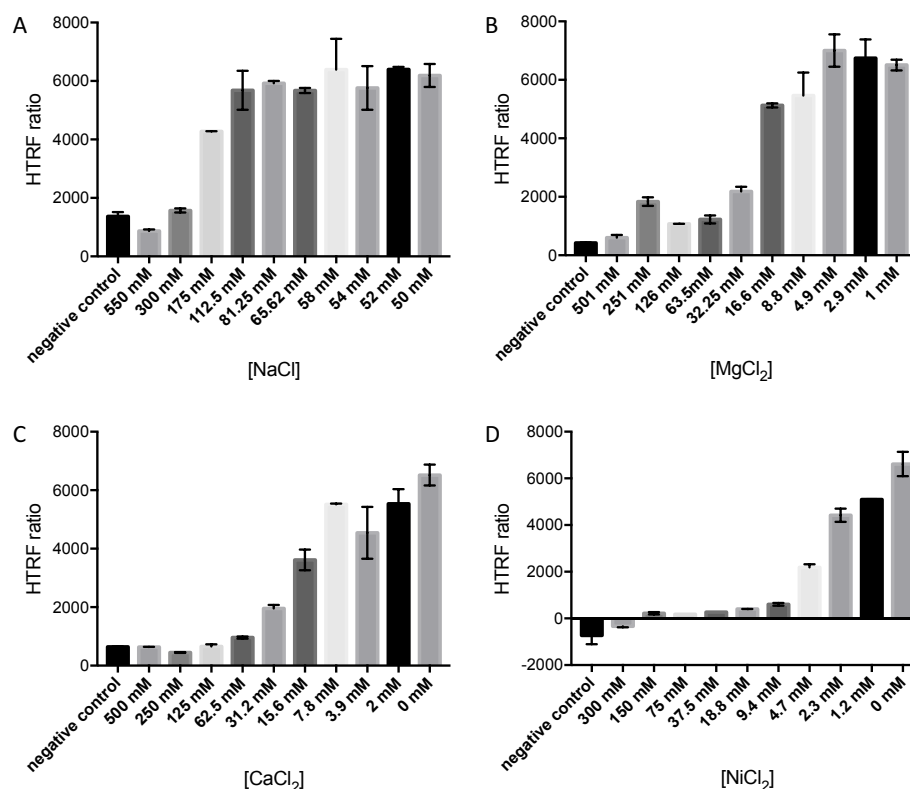 A
HTRF ratio
8000
6000
4000
2000
0
negative control
550 mM
300 mM
175 mM
112.5 mM
81.25 mM
65.62 mM
58 mM
54 mM
52 mM
50 mM
[NaCl]
B
HTRF ratio
8000
6000
4000
2000
0
negative control
501 mM
251 mM
126 mM
63.5mM
32.25 mM
16.6 mM
8.8 mM
4.9 mM
2.9 mM
1 mM
[MgCl2]
C
HTRF ratio
8000
6000
4000
2000
0
negative control
500 mM
250 mM
125 mM
62.5 mM
31.2 mM
15.6 mM
7.8 mM
3.9 mM
2 mM
0 mM
[CaCl2]
D
HTRF ratio
8000
6000
4000
2000
0
-2000
negative control
300 mM
150 mM
75 mM
37.5 mM
18.8 mM
9.4 mM
4.7 mM
2.3 mM
1.2 mM
0 mM
[NiCl2]